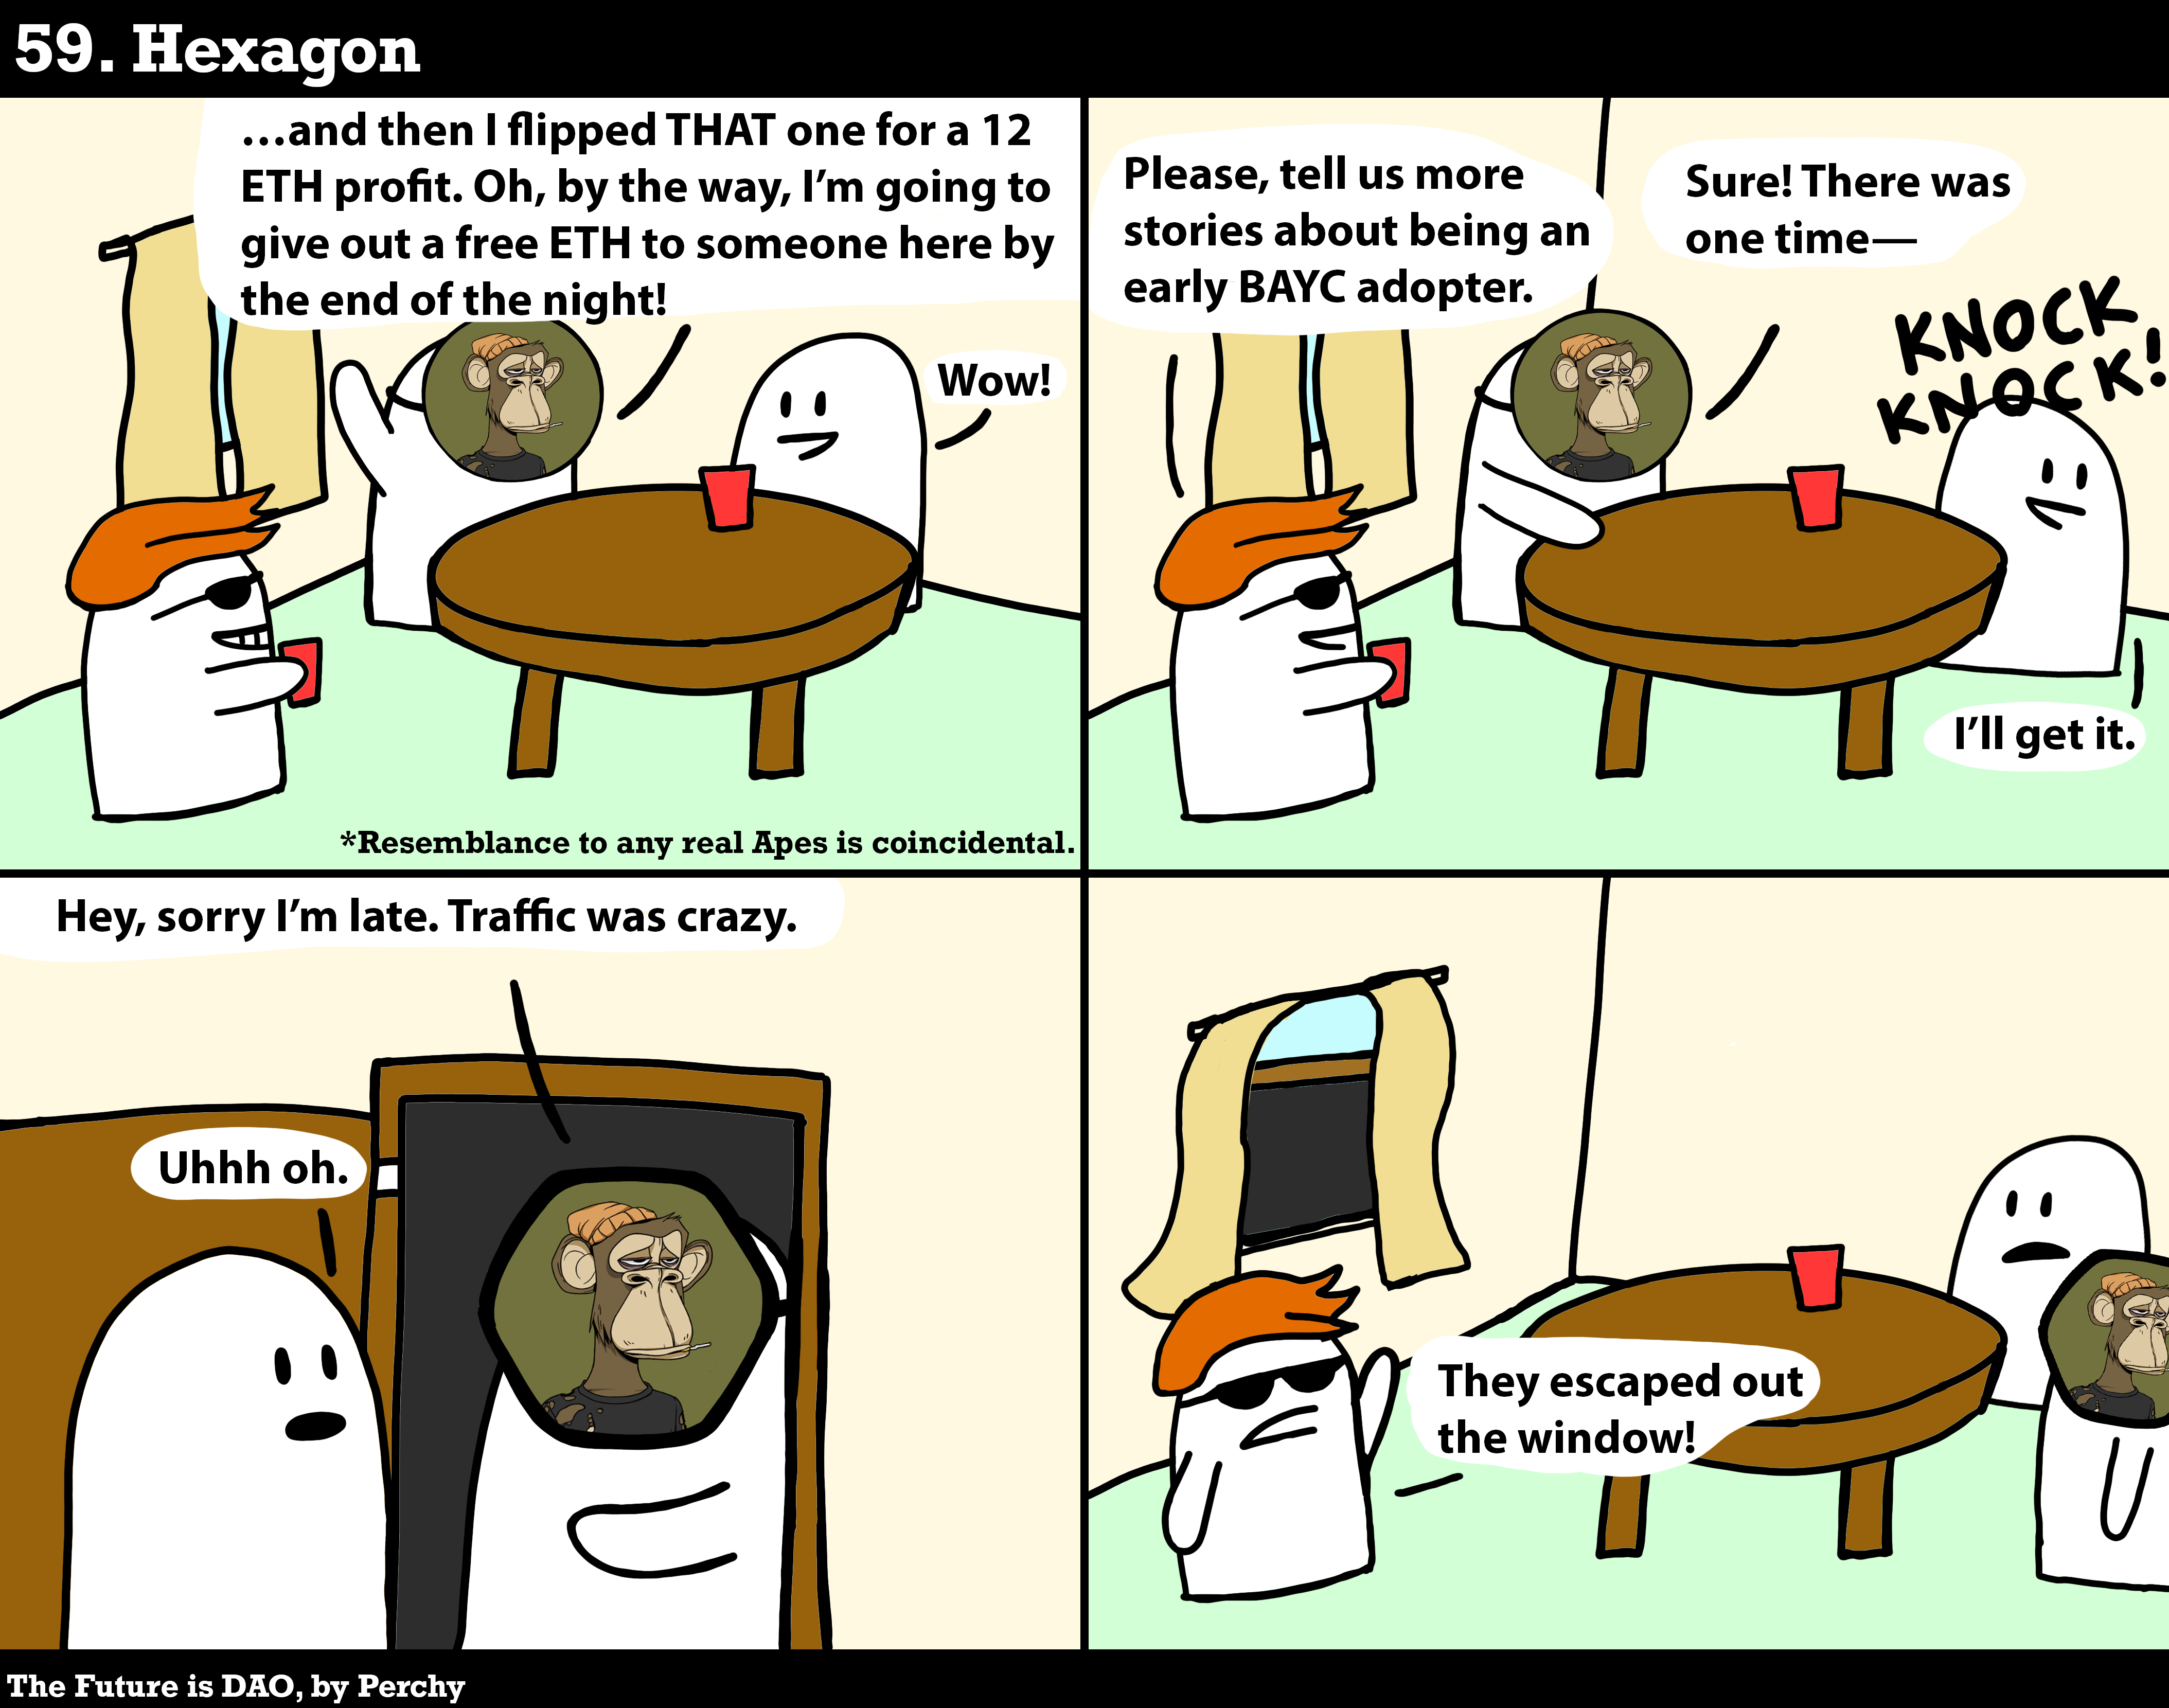 59. Hexagon
…and then I flipped THAT one for a 12
ETH profit. Oh, by the way, I’m going to
give out a free ETH to someone here by
the end of the night!
Wow!
*Resemblance to any real Apes is coincidental.
Please, tell us more
stories about being an
early BAYC adopter.
Sure! There was
one time—
KNOCK
KNOCK!
I’ll get it.
Hey, sorry I’m late. Traffic was crazy.
Uhhh oh.
They escaped out
the window!
The Future is DAO, by Perchy